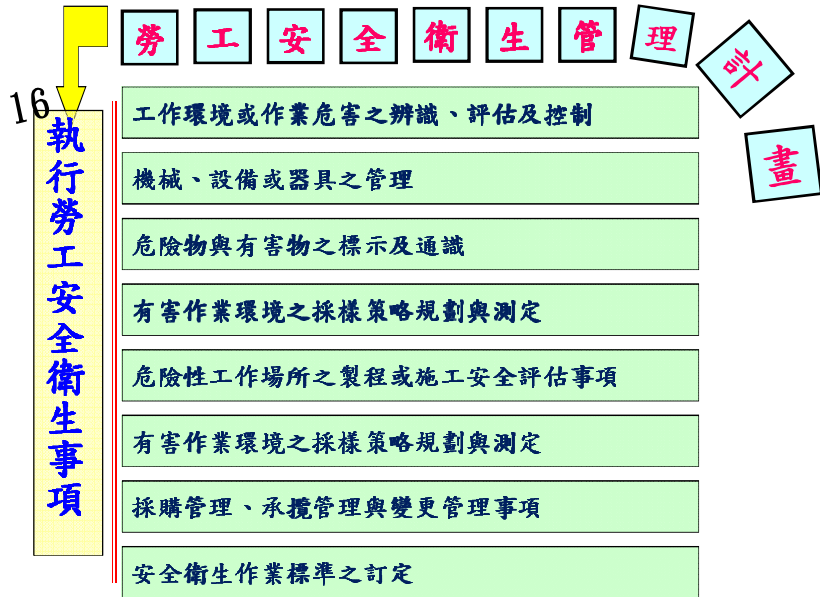 勞工安全衛生管理計畫
16
執行勞工安全衛生事項
工作環境或作業危害之辨識、評估及控制
機械、設備或器具之管理
危險物與有害物之標示及通識
有害作業環境之採樣策略規劃與測定
危險性工作場所之製程或施工安全評估事項
有害作業環境之採樣策略規劃與測定
採購管理、承攬管理與變更管理事項
安全衛生作業標準之訂定